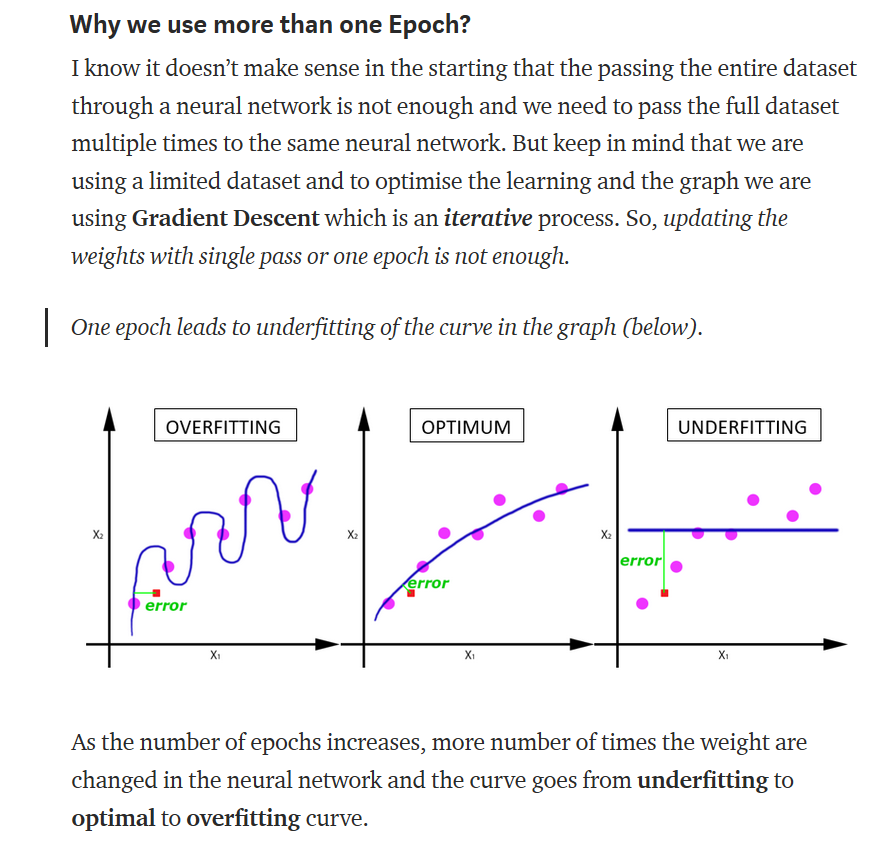 Why we use more than one Epoch?
I know it doesn’t make sense in the starting that the passing the entire dataset
through a neural network is not enough and we need to pass the full dataset
multiple times to the same neural network. But keep in mind that we are
using a limited dataset and to optimise the learning and the graph we are
using Gradient Descent which is an iterative process. So, updating the
weights with single pass or one epoch is not enough.
One epoch leads to underfitting of the curve in the graph (below).
OVERFITTING
X₂
error
X₁
OPTIMUM
X₂
error
X₁
UNDERFITTING
X₂
error
X₁
As the number of epochs increases, more number of times the weight are
changed in the neural network and the curve goes from underfitting to
optimal to overfitting curve.